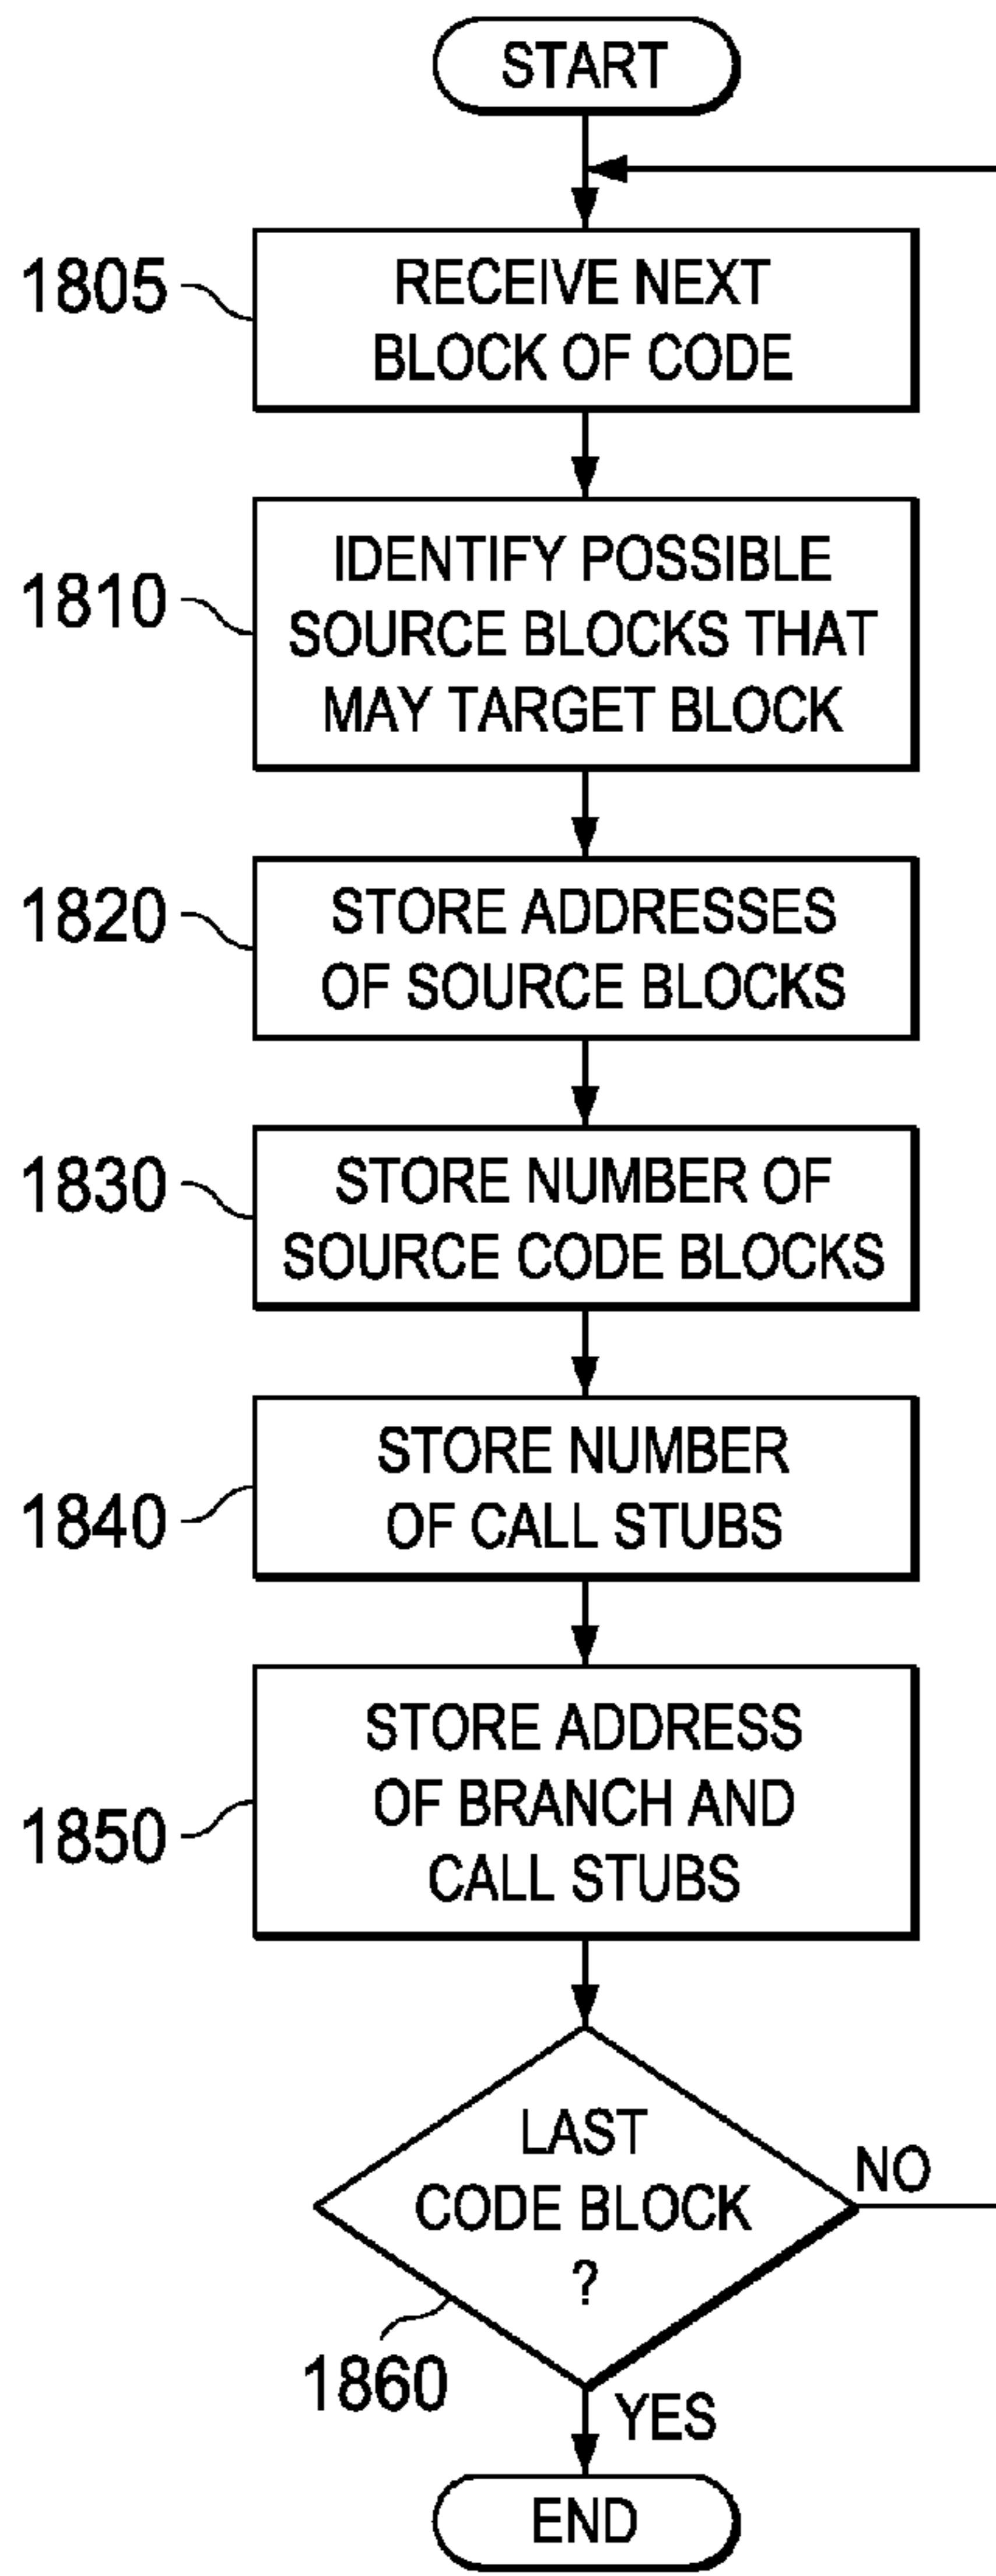 START
1805
RECEIVE NEXT
BLOCK OF CODE
1810
IDENTIFY POSSIBLE
SOURCE BLOCKS THAT
MAY TARGET BLOCK
1820
STORE ADDRESSES
OF SOURCE BLOCKS
1830
STORE NUMBER OF
SOURCE CODE BLOCKS
1840
STORE NUMBER
OF CALL STUBS
1850
STORE ADDRESS
OF BRANCH AND
CALL STUBS
LAST
CODE BLOCK
?
NO
1860
YES
END